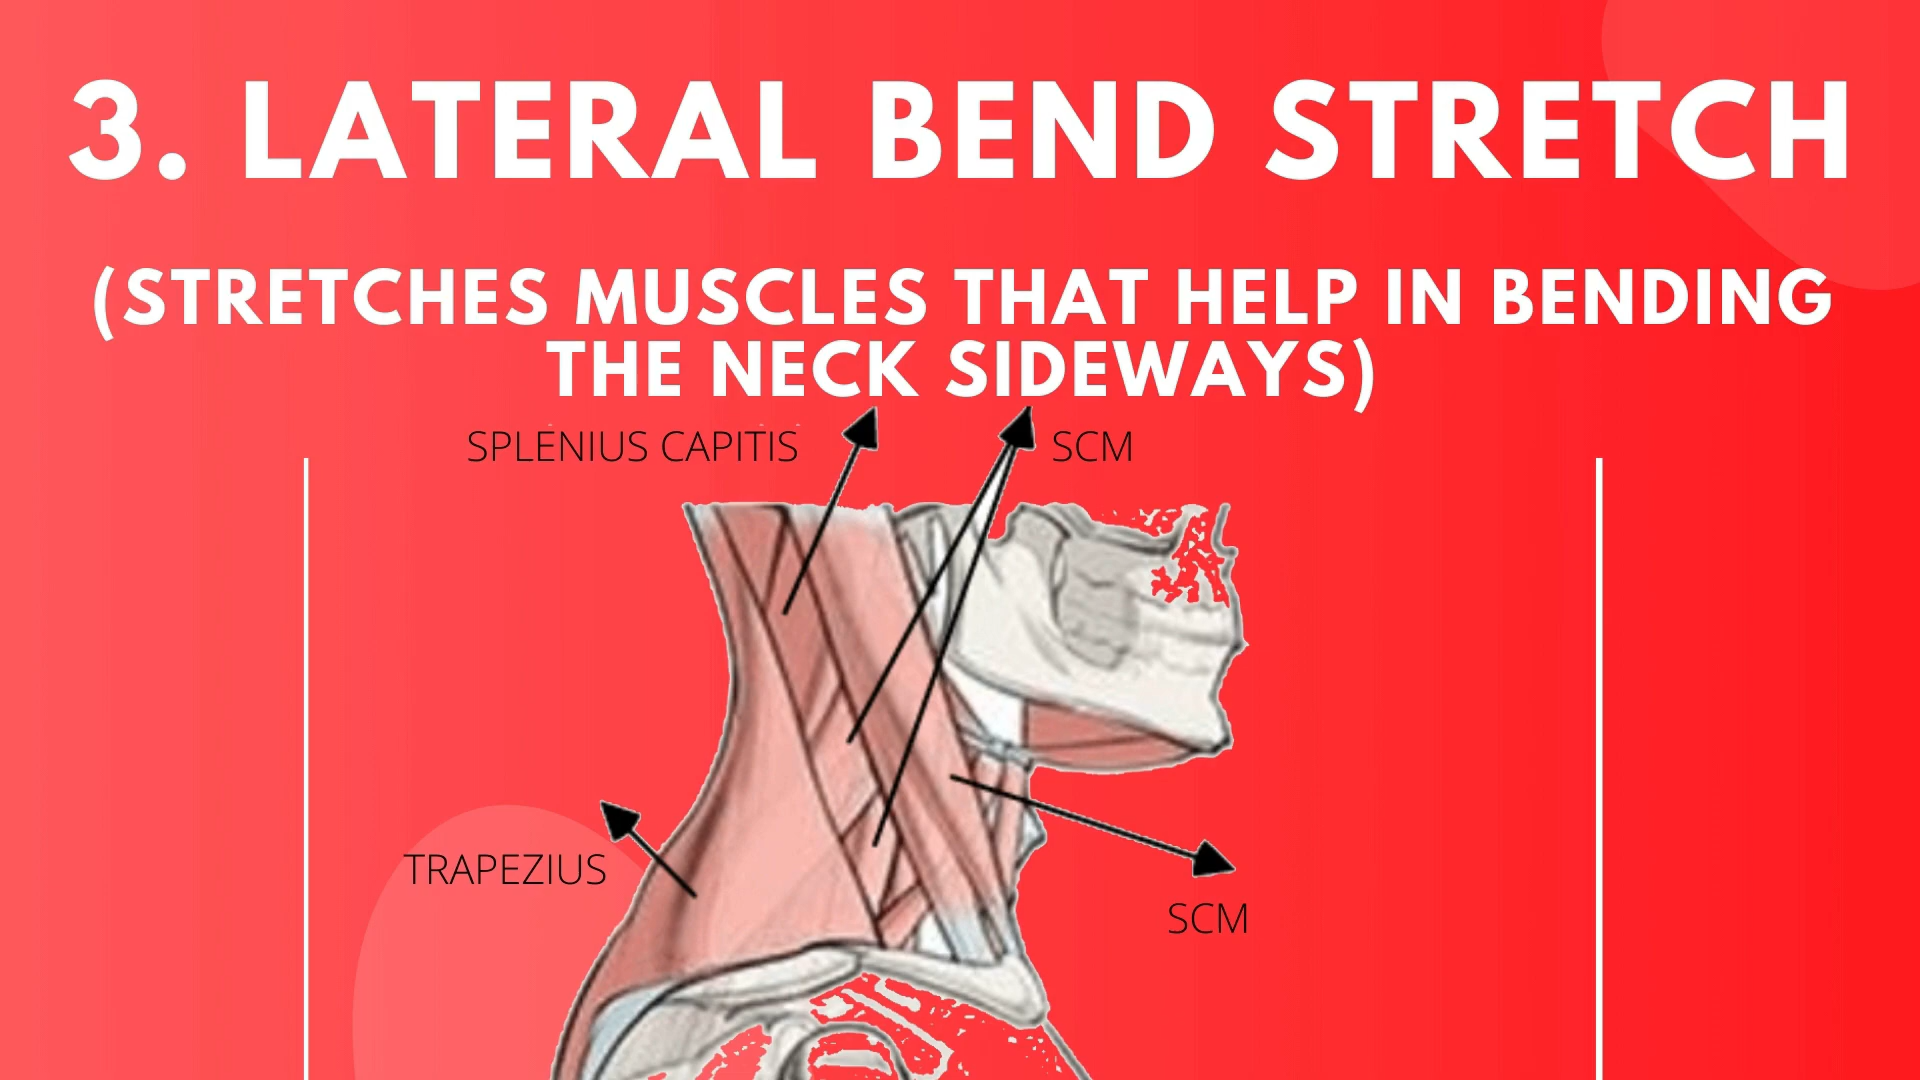 3. LATERAL BEND STRETCH
(STRETCHES MUSCLES THAT HELP IN BENDING
THE NECK SIDEWAYS)
SPLENIUS CAPITIS
SCM
TRAPEZIUS
SCM